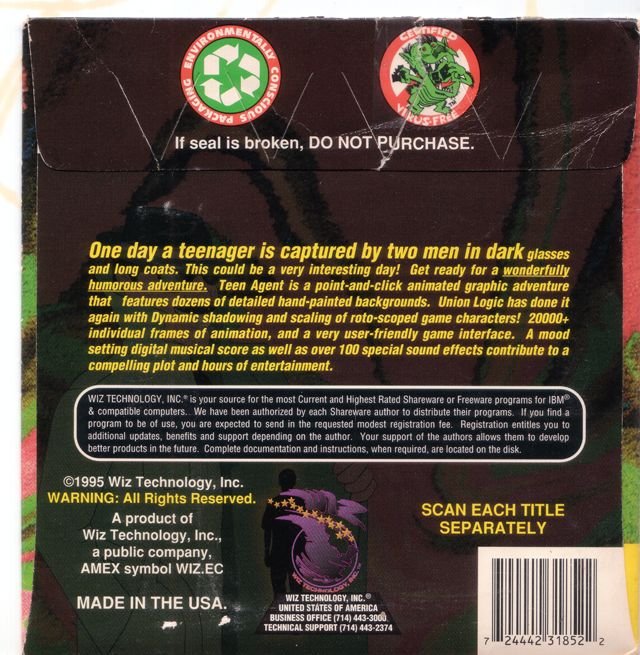 ENVIRONMENTALLY CONSCIOUS PACKAGING
CERTIFIED VIRUS-FREE
If seal is broken, DO NOT PURCHASE.
One day a teenager is captured by two men in dark glasses
and long coats. This could be a very interesting day! Get ready for a wonderfully
humorous adventure. Teen Agent is a point-and-click animated graphic adventure
that features dozens of detailed hand-painted backgrounds. Union Logic has done it
again with Dynamic shadowing and scaling of roto-scoped game characters! 20000+
individual frames of animation, and a very user-friendly game interface. A mood
setting digital musical score as well as over 100 special sound effects contribute to a
compelling plot and hours of entertainment.
WIZ TECHNOLOGY, INC.® is your source for the most Current and Highest Rated Shareware or Freeware programs for IBM®
& compatible computers. We have been authorized by each Shareware author to distribute their programs. If you find a
program to be of use, you are expected to send in the requested modest registration fee. Registration entitles you to
additional updates, benefits and support depending on the author. Your support of the authors allows them to develop
better products in the future. Complete documentation and instructions, when required, are located on the disk.
©1995 Wiz Technology, Inc.
WARNING: All Rights Reserved.
A product of
Wiz Technology, Inc.,
a public company,
AMEX symbol WIZ.EC
MADE IN THE USA.
WIZ TECHNOLOGY, INC.
WIZ TECHNOLOGY, INC.®
UNITED STATES OF AMERICA
BUSINESS OFFICE (714) 443-3000
TECHNICAL SUPPORT (714) 443-2374
SCAN EACH TITLE
SEPARATELY
7 24442 31852 2